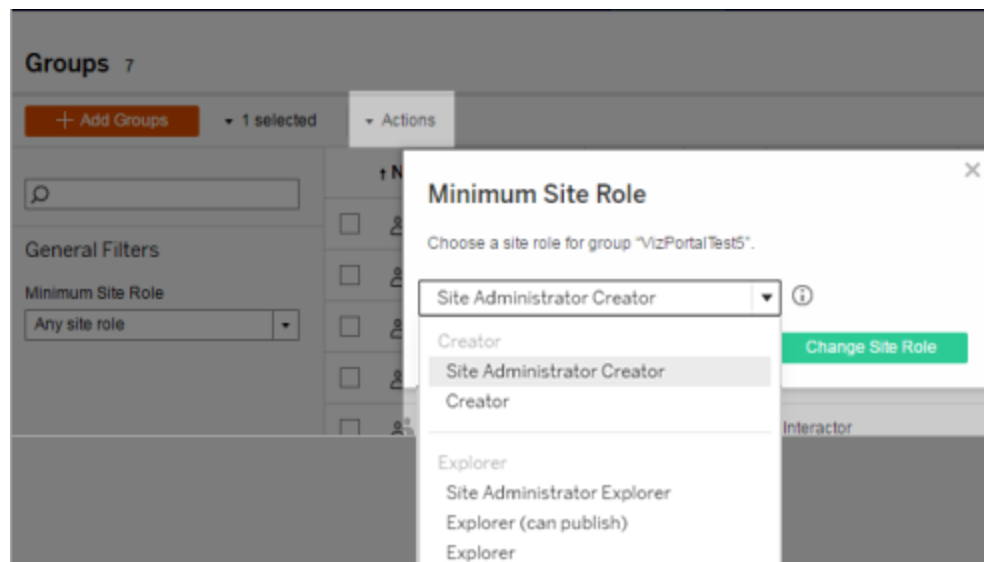 Groups 7
+ Add Groups
1 selected
Actions
↑ N
General Filters
Minimum Site Role
Any site role
Minimum Site Role
Choose a site role for group "VizPortalTest5".
Site Administrator Creator
Change Site Role
Creator
Site Administrator Creator
Creator
Interactor
Explorer
Site Administrator Explorer
Explorer (can publish)
Explorer